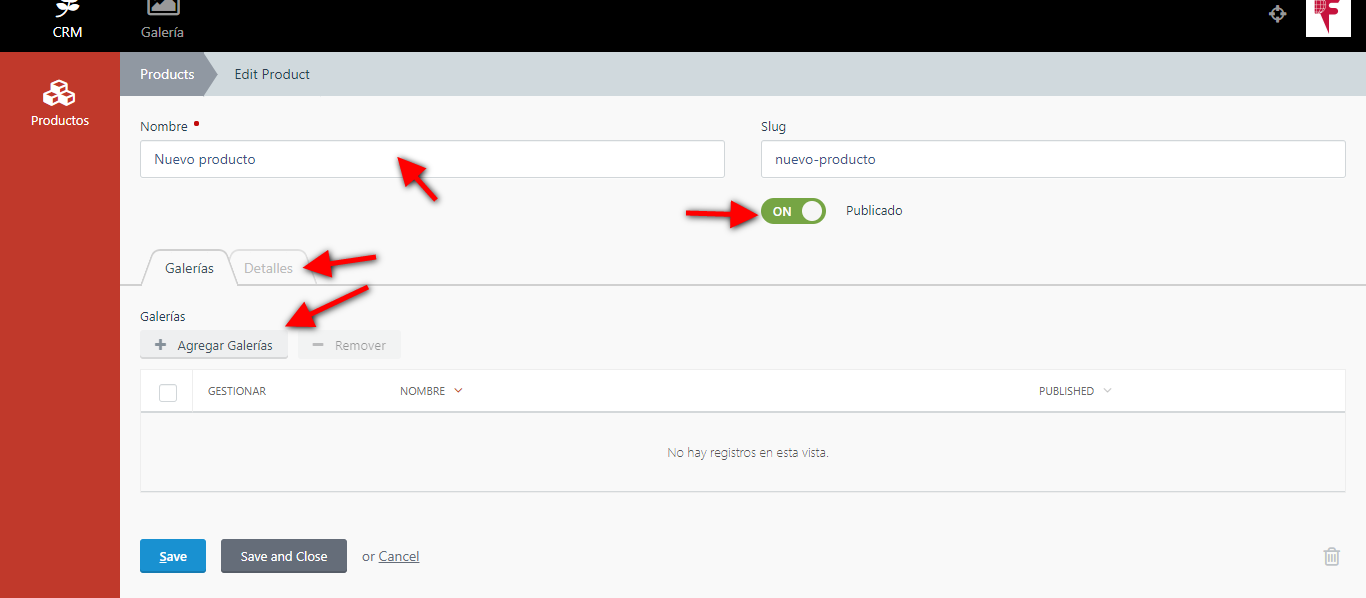 CRM
Galería
Productos
Products
Edit Product
Nombre
Slug
Nuevo producto
nuevo-producto
ON
Publicado
Galerías
Detalles
Galerías
+ Agregar Galerías
− Remover
GESTIONAR
NOMBRE
PUBLISHED
No hay registros en esta vista.
Save
Save and Close
or Cancel